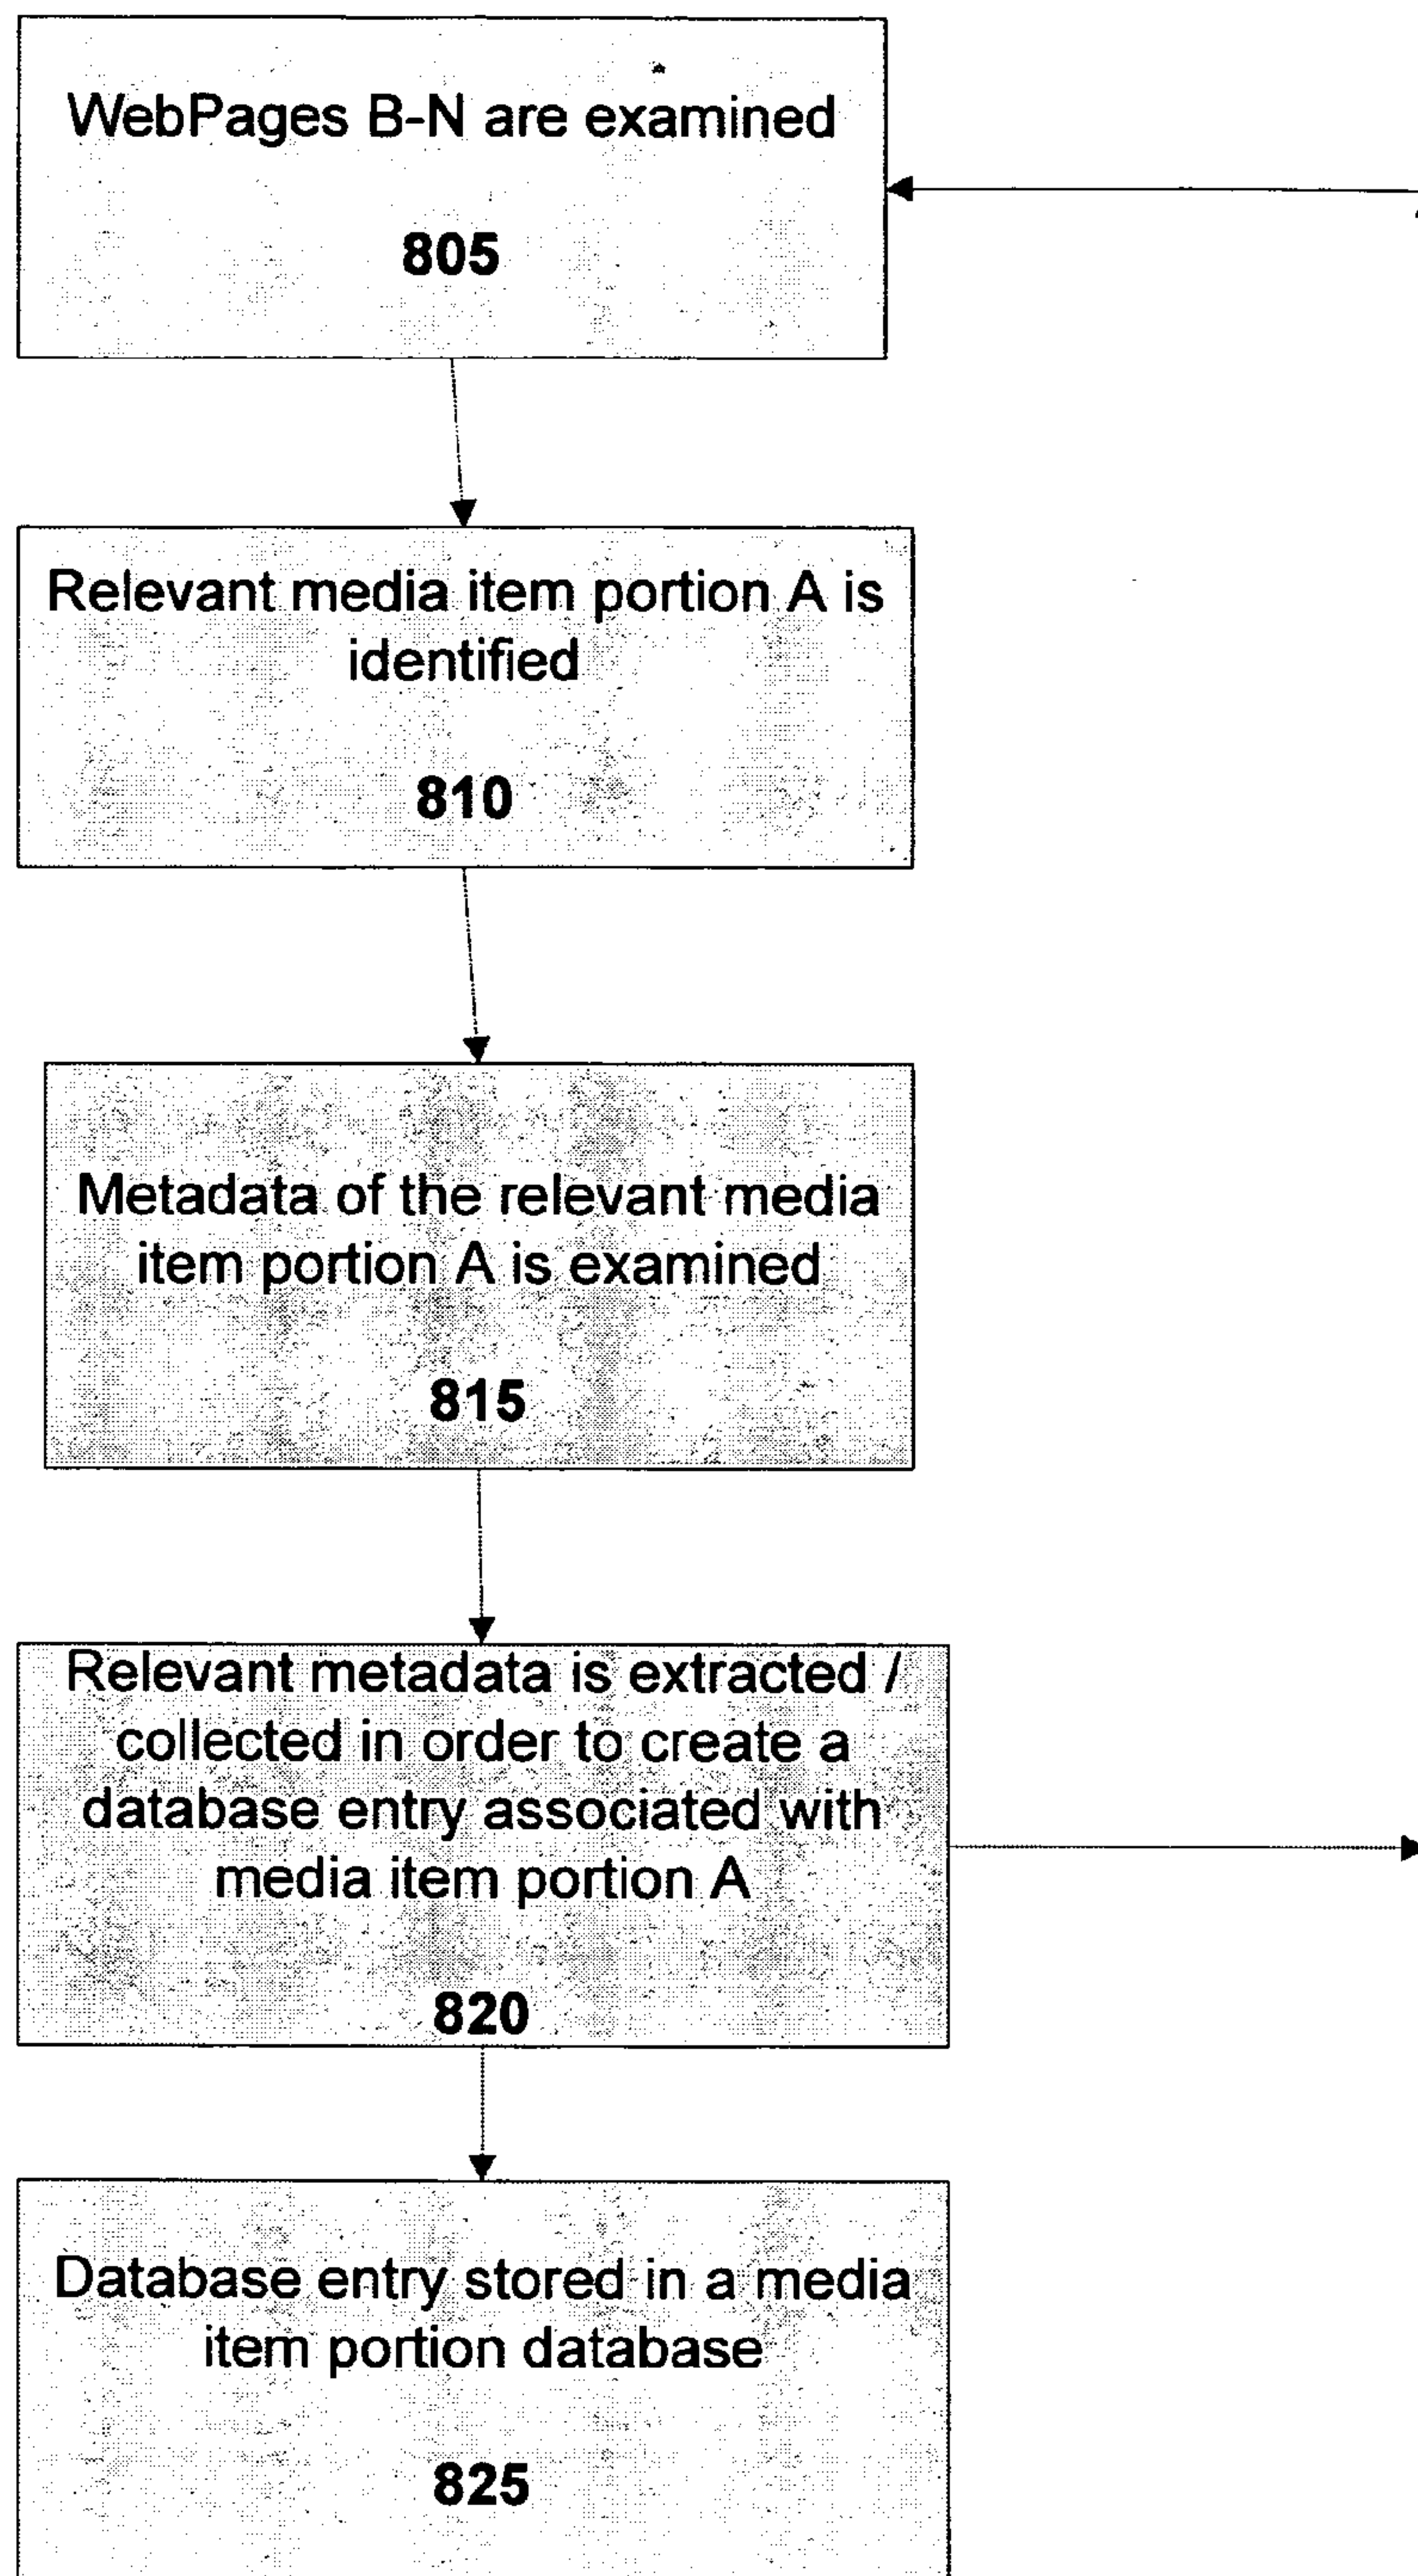 WebPages B-N are examined
805
Relevant media item portion A is
identified
810
Metadata of the relevant media
item portion A is examined
815
Relevant metadata is extracted /
collected in order to create a
database entry associated with
media item portion A
820
Database entry stored in a media
item portion database
825